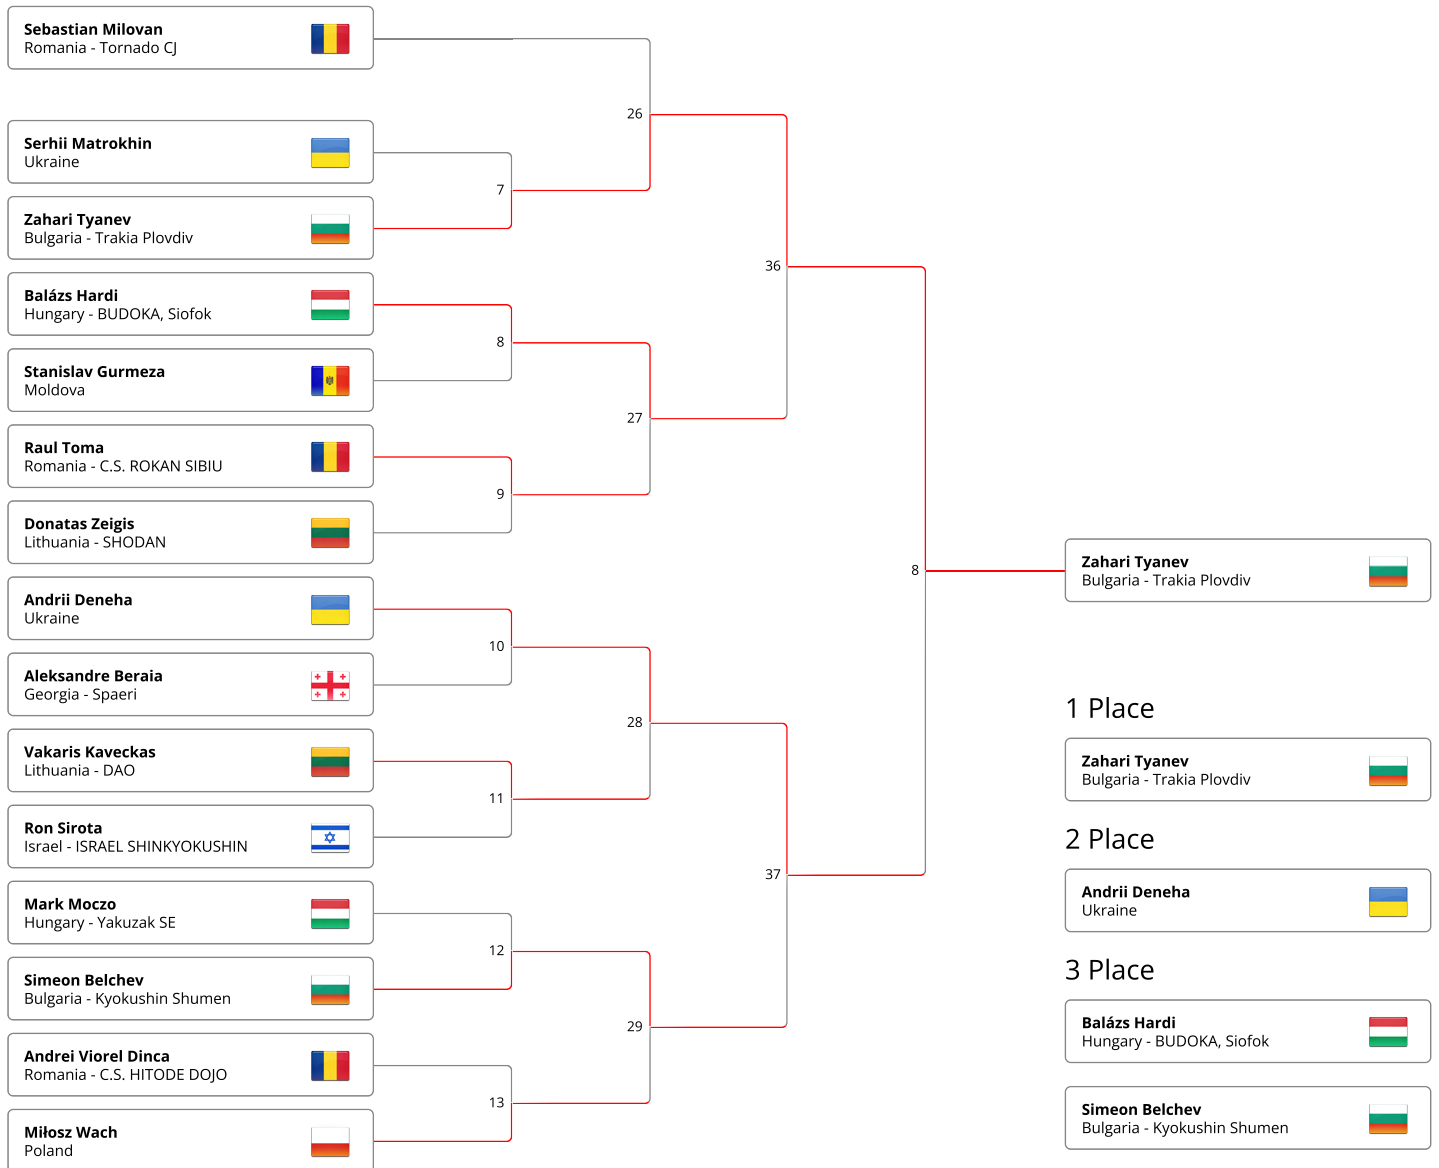 Sebastian Milovan
Romania - Tornado CJ
Serhii Matrokhin
Ukraine
Zahari Tyanev
Bulgaria - Trakia Plovdiv
Balázs Hardi
Hungary - BUDOKA, Siofok
Stanislav Gurmeza
Moldova
Raul Toma
Romania - C.S. ROKAN SIBIU
Donatas Zeigis
Lithuania - SHODAN
Andrii Deneha
Ukraine
Aleksandre Beraia
Georgia - Spaeri
Vakaris Kaveckas
Lithuania - DAO
Ron Sirota
Israel - ISRAEL SHINKYOKUSHIN
Mark Moczo
Hungary - Yakuzak SE
Simeon Belchev
Bulgaria - Kyokushin Shumen
Andrei Viorel Dinca
Romania - C.S. HITODE DOJO
Miłosz Wach
Poland
7
8
9
10
11
12
13
26
27
28
29
36
37
8
Zahari Tyanev
Bulgaria - Trakia Plovdiv
1 Place
Zahari Tyanev
Bulgaria - Trakia Plovdiv
2 Place
Andrii Deneha
Ukraine
3 Place
Balázs Hardi
Hungary - BUDOKA, Siofok
Simeon Belchev
Bulgaria - Kyokushin Shumen